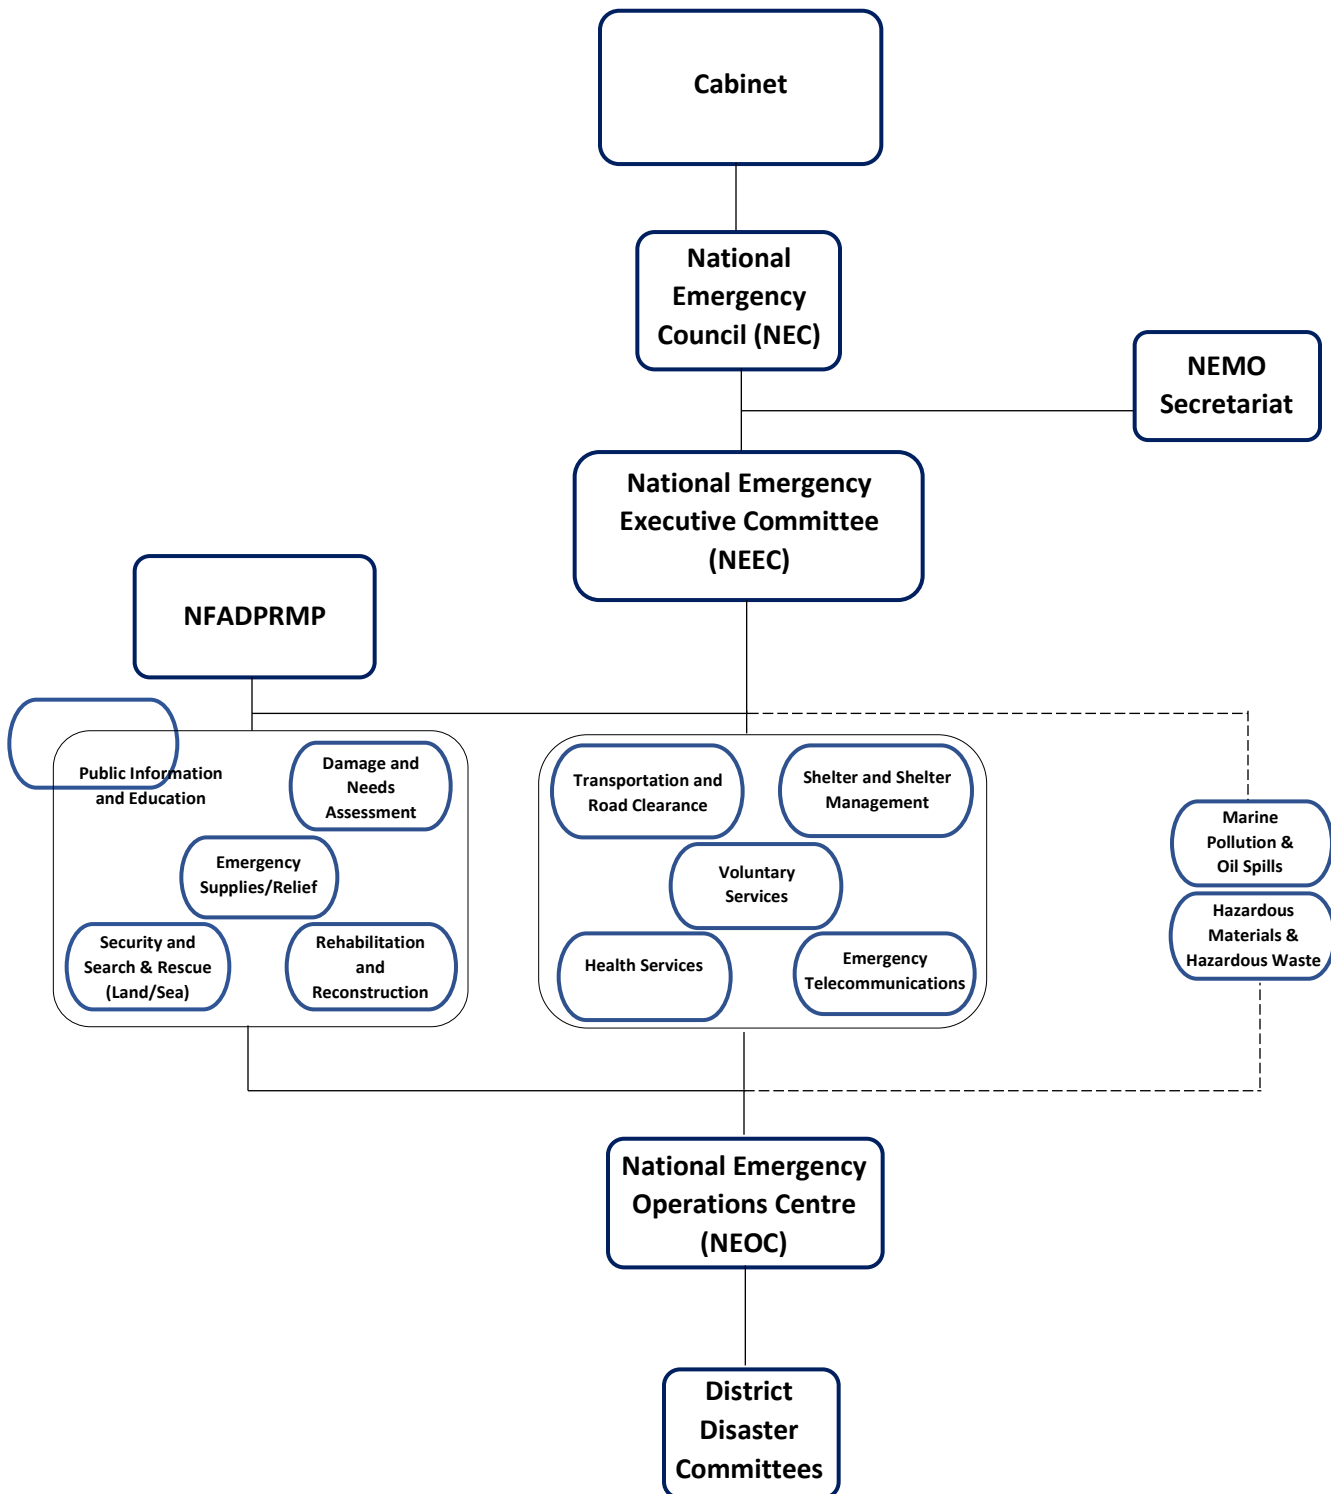 Cabinet
National
Emergency
Council (NEC)
NEMO
Secretariat
National Emergency
Executive Committee
(NEEC)
NFADPRMP
Public Information
and Education
Damage and
Needs
Assessment
Emergency
Supplies/Relief
Security and
Search & Rescue
(Land/Sea)
Rehabilitation
and
Reconstruction
Transportation and
Road Clearance
Shelter and Shelter
Management
Voluntary
Services
Health Services
Emergency
Telecommunications
Marine
Pollution &
Oil Spills
Hazardous
Materials &
Hazardous Waste
National Emergency
Operations Centre
(NEOC)
District
Disaster
Committees